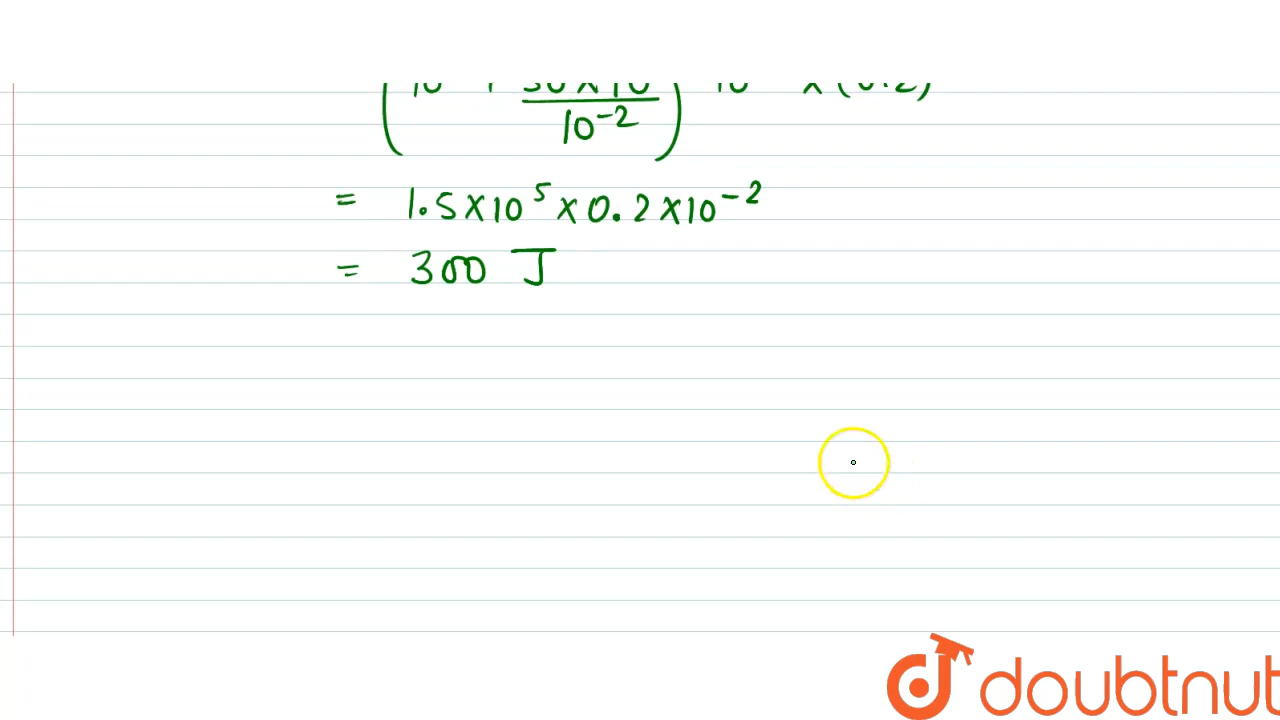 10⁻²
= 1.5×10⁵×0.2×10⁻²
= 300 J
doubtnut